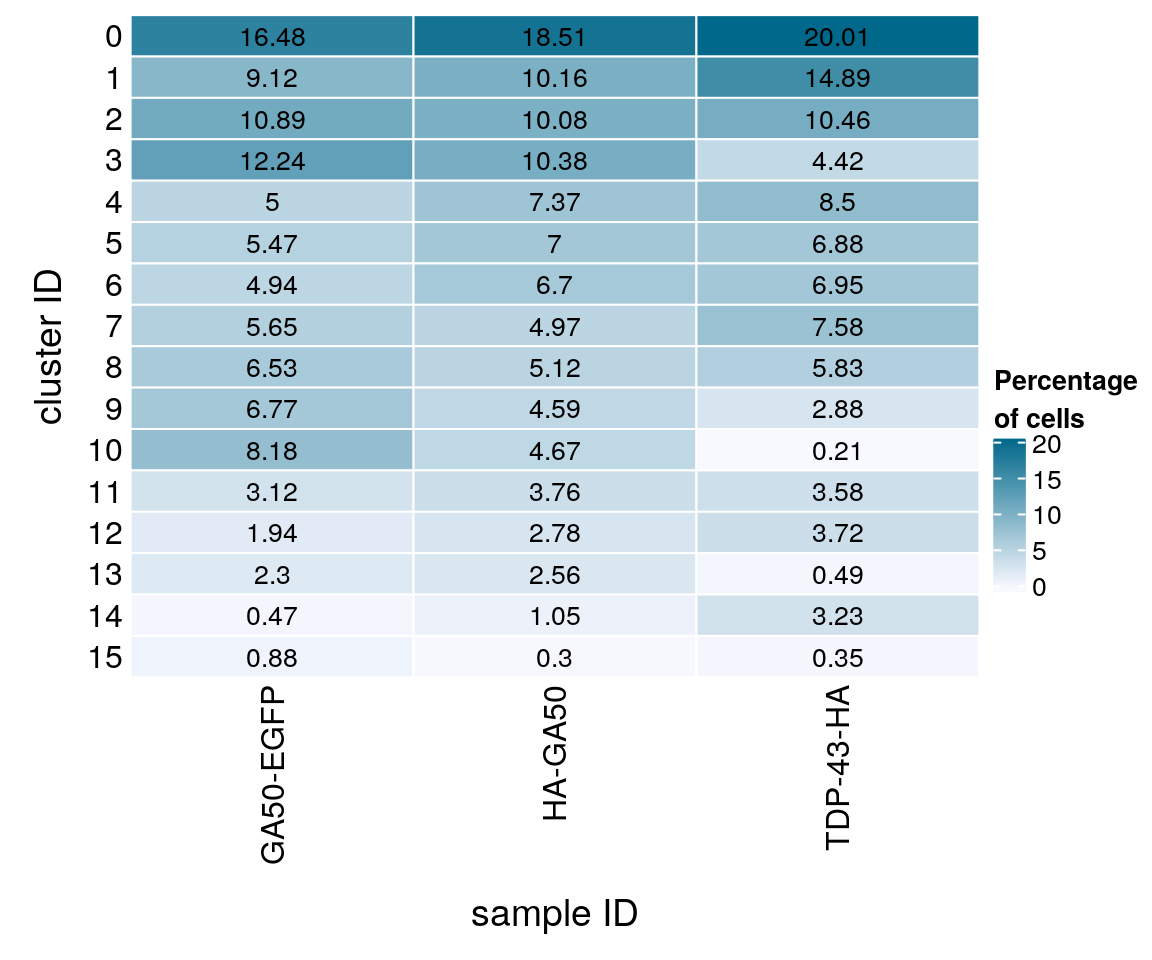 0 16.48 18.51 20.01
1 9.12 10.16 14.89
2 10.89 10.08 10.46
3 12.24 10.38 4.42
4 5 7.37 8.5
5 5.47 7 6.88
6 4.94 6.7 6.95
7 5.65 4.97 7.58
8 6.53 5.12 5.83
9 6.77 4.59 2.88
10 8.18 4.67 0.21
11 3.12 3.76 3.58
12 1.94 2.78 3.72
13 2.3 2.56 0.49
14 0.47 1.05 3.23
15 0.88 0.3 0.35
cluster ID
GA50-EGFP
HA-GA50
TDP-43-HA
sample ID
Percentage
of cells
20
15
10
5
0